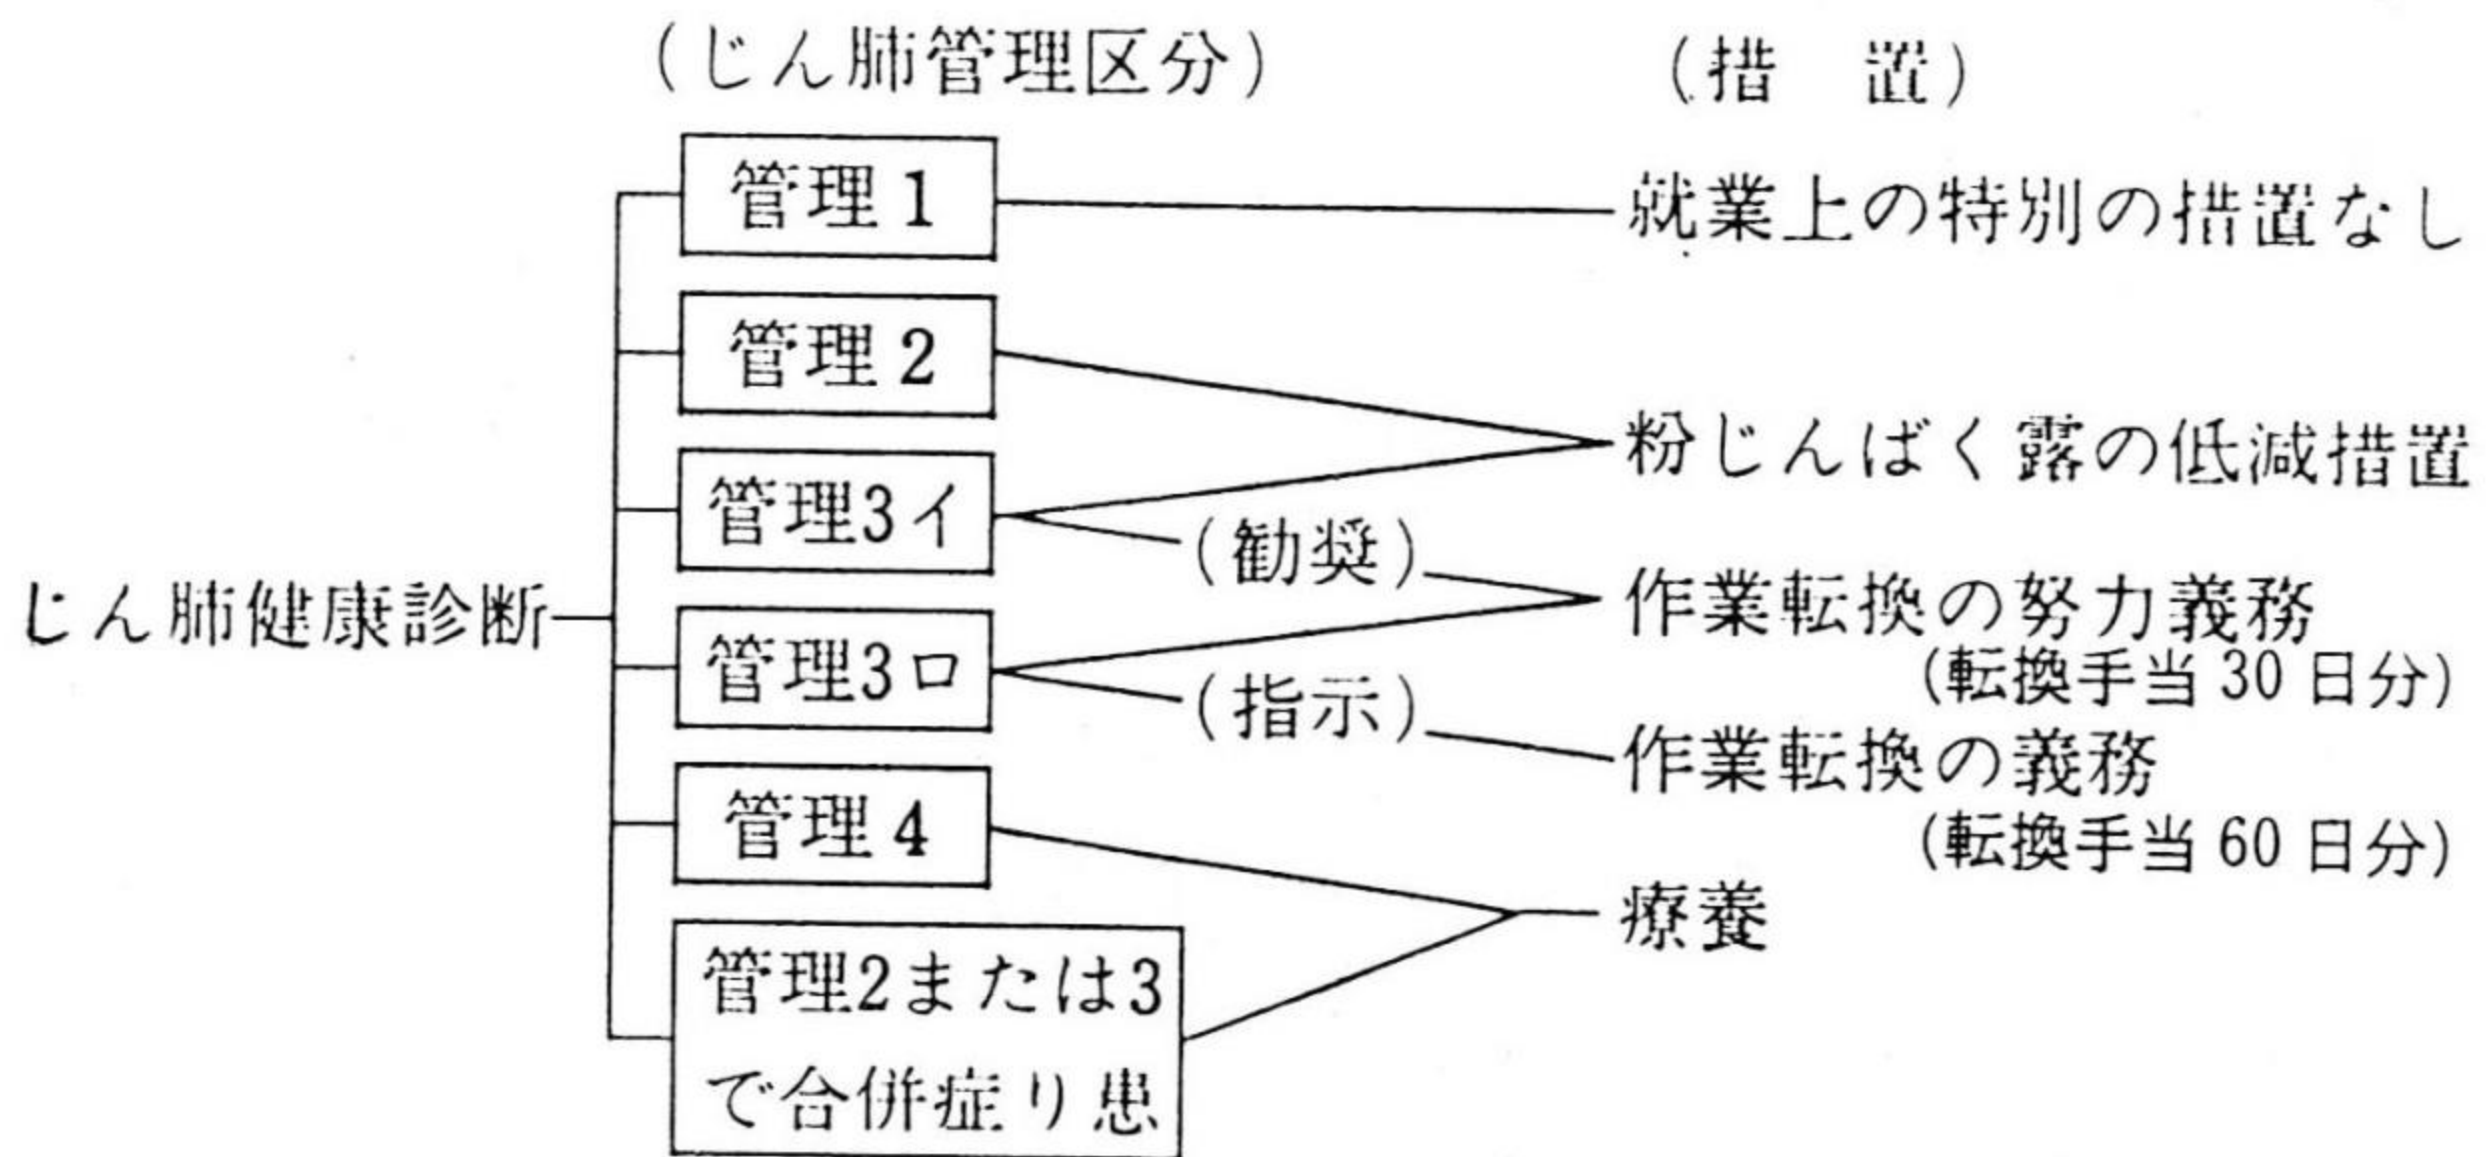 (じん肺管理区分)
(措　置)
じん肺健康診断
管理1
就業上の特別の措置なし
管理2
粉じんばく露の低減措置
管理3イ
(勧奨)
作業転換の努力義務
(転換手当30日分)
管理3ロ
(指示)
作業転換の義務
(転換手当60日分)
管理4
療養
管理2または3
で合併症り患